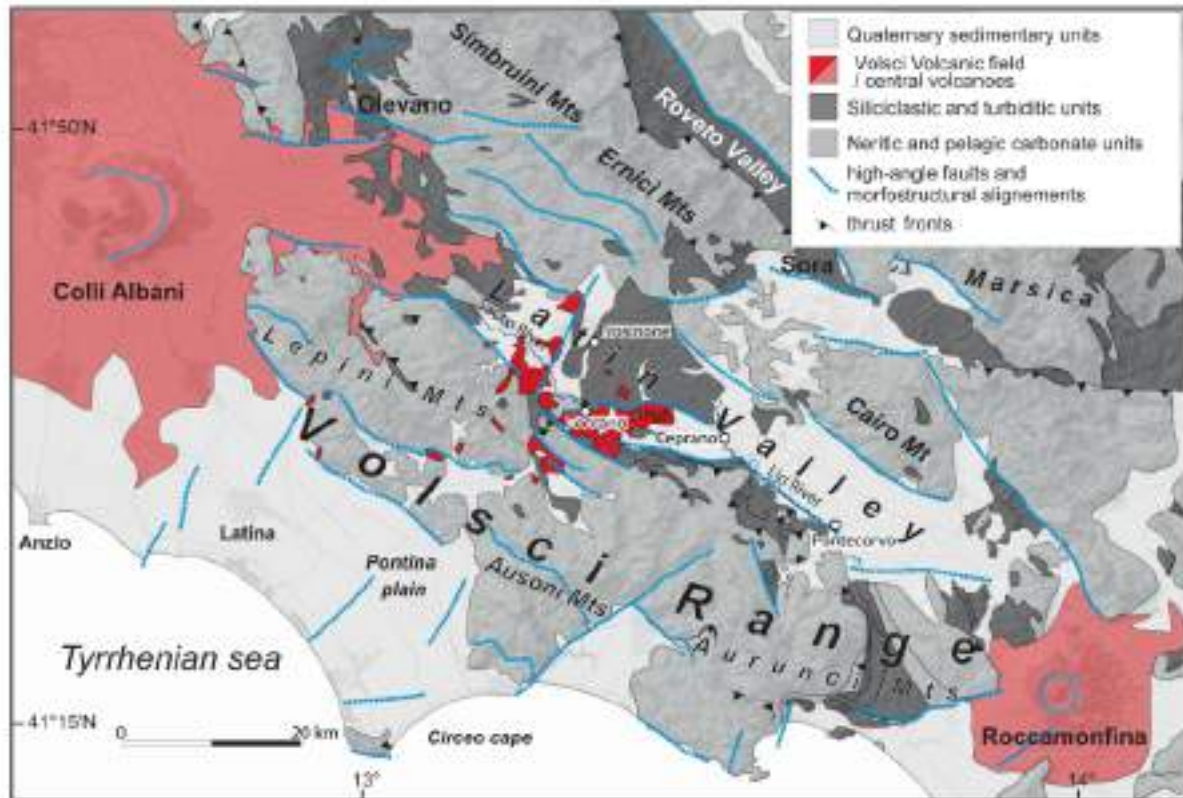 Quaternary sedimentary units
Volsci Volcanic field
/ central volcanoes
Siliciclastic and turbiditic units
Neritic and pelagic carbonate units
high-angle faults and
morfostructural alignements
thrust fronts
Simbruini Mts
Olevano
41°50'N
Roveto Valley
Ernici Mts
Sora
Marsica
Colli Albani
Latin Valley
Frosinone
Lepini Mts
Cairo Mt
Ceprano
Liri River
Volsci Range
Pontecorvo
Anzio
Latina
Pontina
plain
Ausoni Mts
Aurunci Mts
Tyrrhenian sea
41°15'N
0 20 km
Circeo cape
Roccamonfina
13°
14°